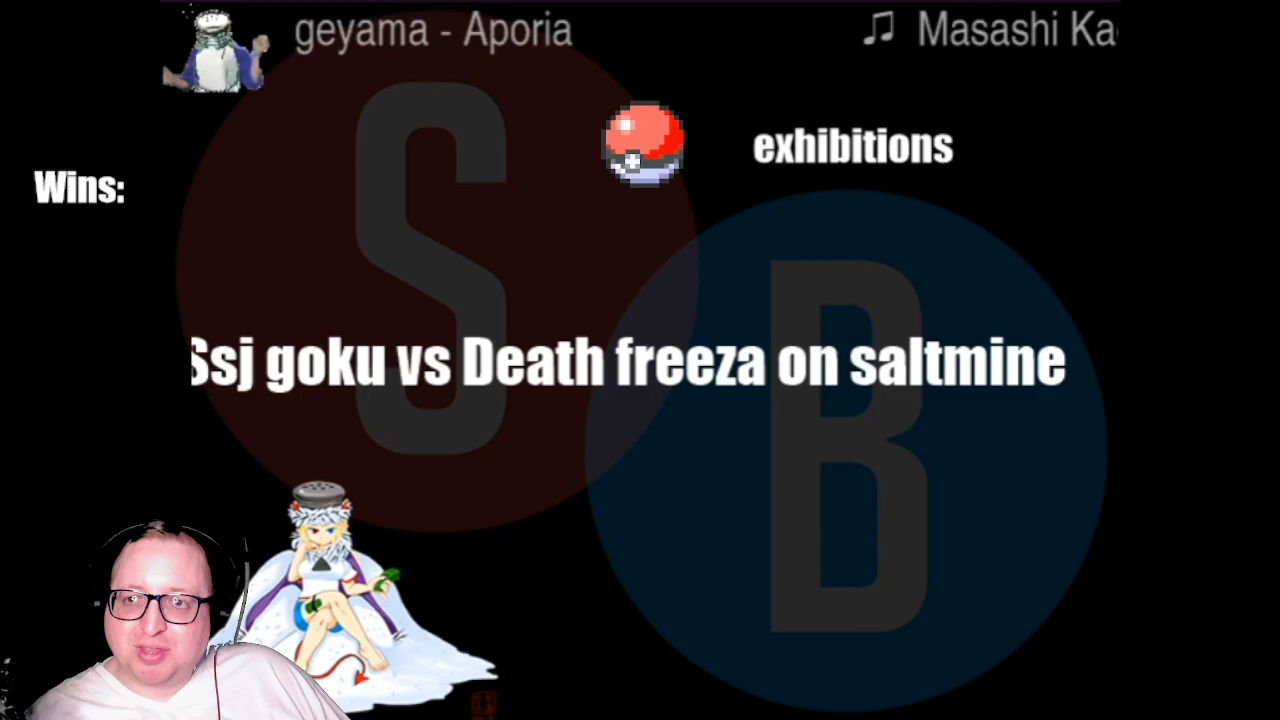 geyama - Aporia
♫ Masashi Ka
exhibitions
Wins:
S
Ssj goku vs Death freeza on saltmine
B